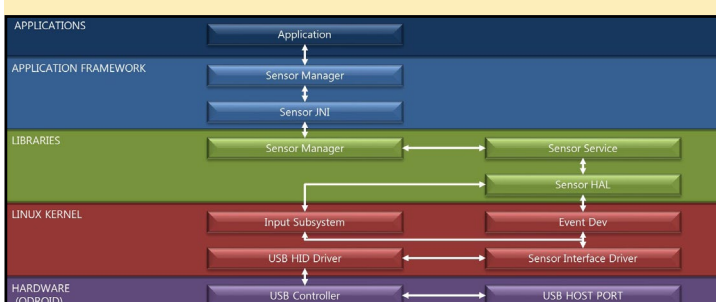 APPLICATIONS
Application
APPLICATION FRAMEWORK
Sensor Manager
Sensor JNI
LIBRARIES
Sensor Manager
Sensor Service
Sensor HAL
LINUX KERNEL
Input Subsystem
Event Dev
USB HID Driver
Sensor Interface Driver
HARDWARE
(ODROID)
USB Controller
USB HOST PORT